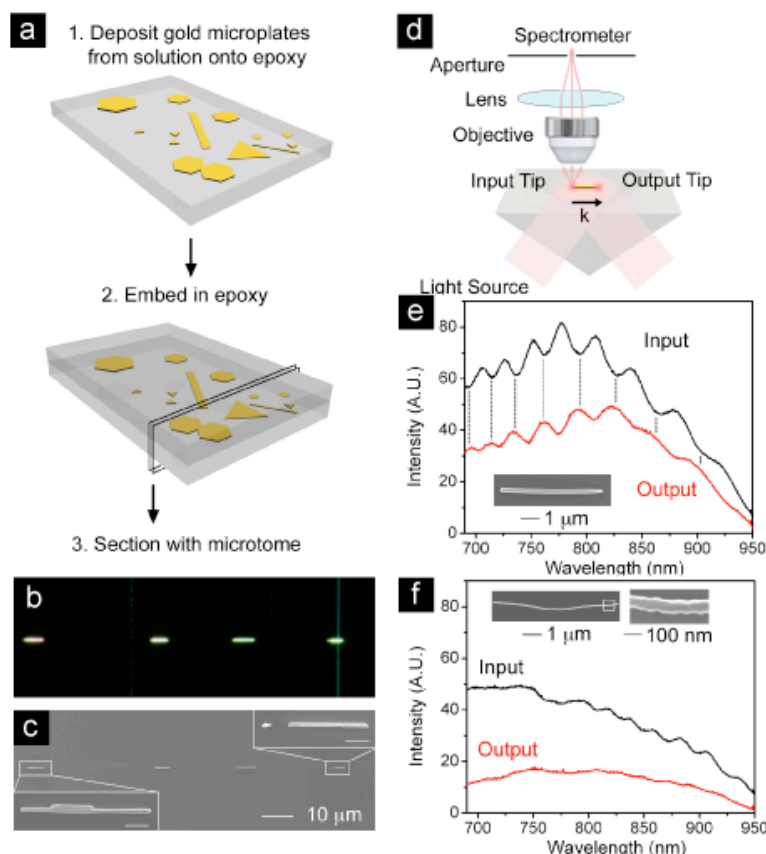 a
1. Deposit gold microplates
from solution onto epoxy
2. Embed in epoxy
3. Section with microtome
b
c
10 μm
d
Spectrometer
Aperture
Lens
Objective
Input Tip
Output Tip
k
Light Source
e
80
60
40
20
0
Intensity (A.U.)
Input
Output
1 μm
700 750 800 850 900 950
Wavelength (nm)
f
80
60
40
20
0
Intensity (A.U.)
1 μm
100 nm
Input
Output
700 750 800 850 900 950
Wavelength (nm)